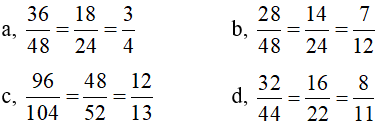 a, 36/48 = 18/24 = 3/4 b, 28/48 = 14/24 = 7/12
c, 96/104 = 48/52 = 12/13 d, 32/44 = 16/22 = 8/11